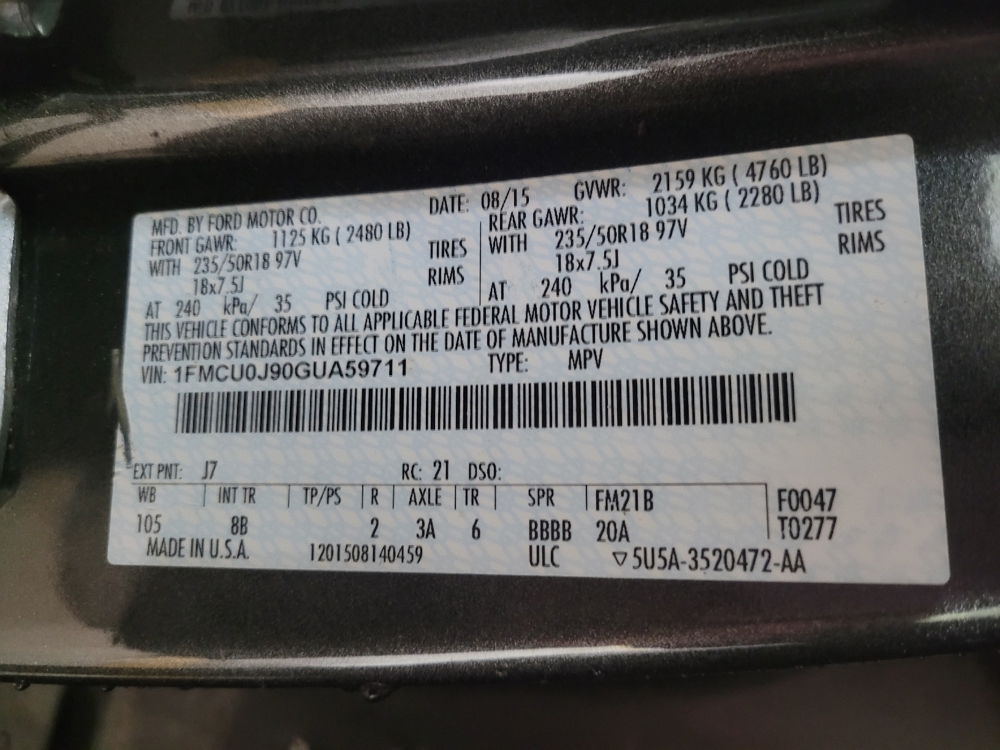 MFD. BY FORD MOTOR CO. DATE: 08/15 GVWR: 2159 KG ( 4760 LB)
FRONT GAWR: 1125 KG ( 2480 LB) REAR GAWR: 1034 KG ( 2280 LB)
WITH 235/50R18 97V TIRES WITH 235/50R18 97V TIRES
18x7.5J RIMS 18x7.5J RIMS
AT 240 kPa/ 35 PSI COLD AT 240 kPa/ 35 PSI COLD
THIS VEHICLE CONFORMS TO ALL APPLICABLE FEDERAL MOTOR VEHICLE SAFETY AND THEFT
PREVENTION STANDARDS IN EFFECT ON THE DATE OF MANUFACTURE SHOWN ABOVE.
VIN: 1FMCU0J90GUA59711 TYPE: MPV
EXT PNT: J7 RC: 21 DSO:
WB INT TR TP/PS R AXLE TR SPR FM21B F0047
105 8B 2 3A 6 BBBB 20A T0277
MADE IN U.S.A. 1201508140459 ULC ▽5U5A-3520472-AA